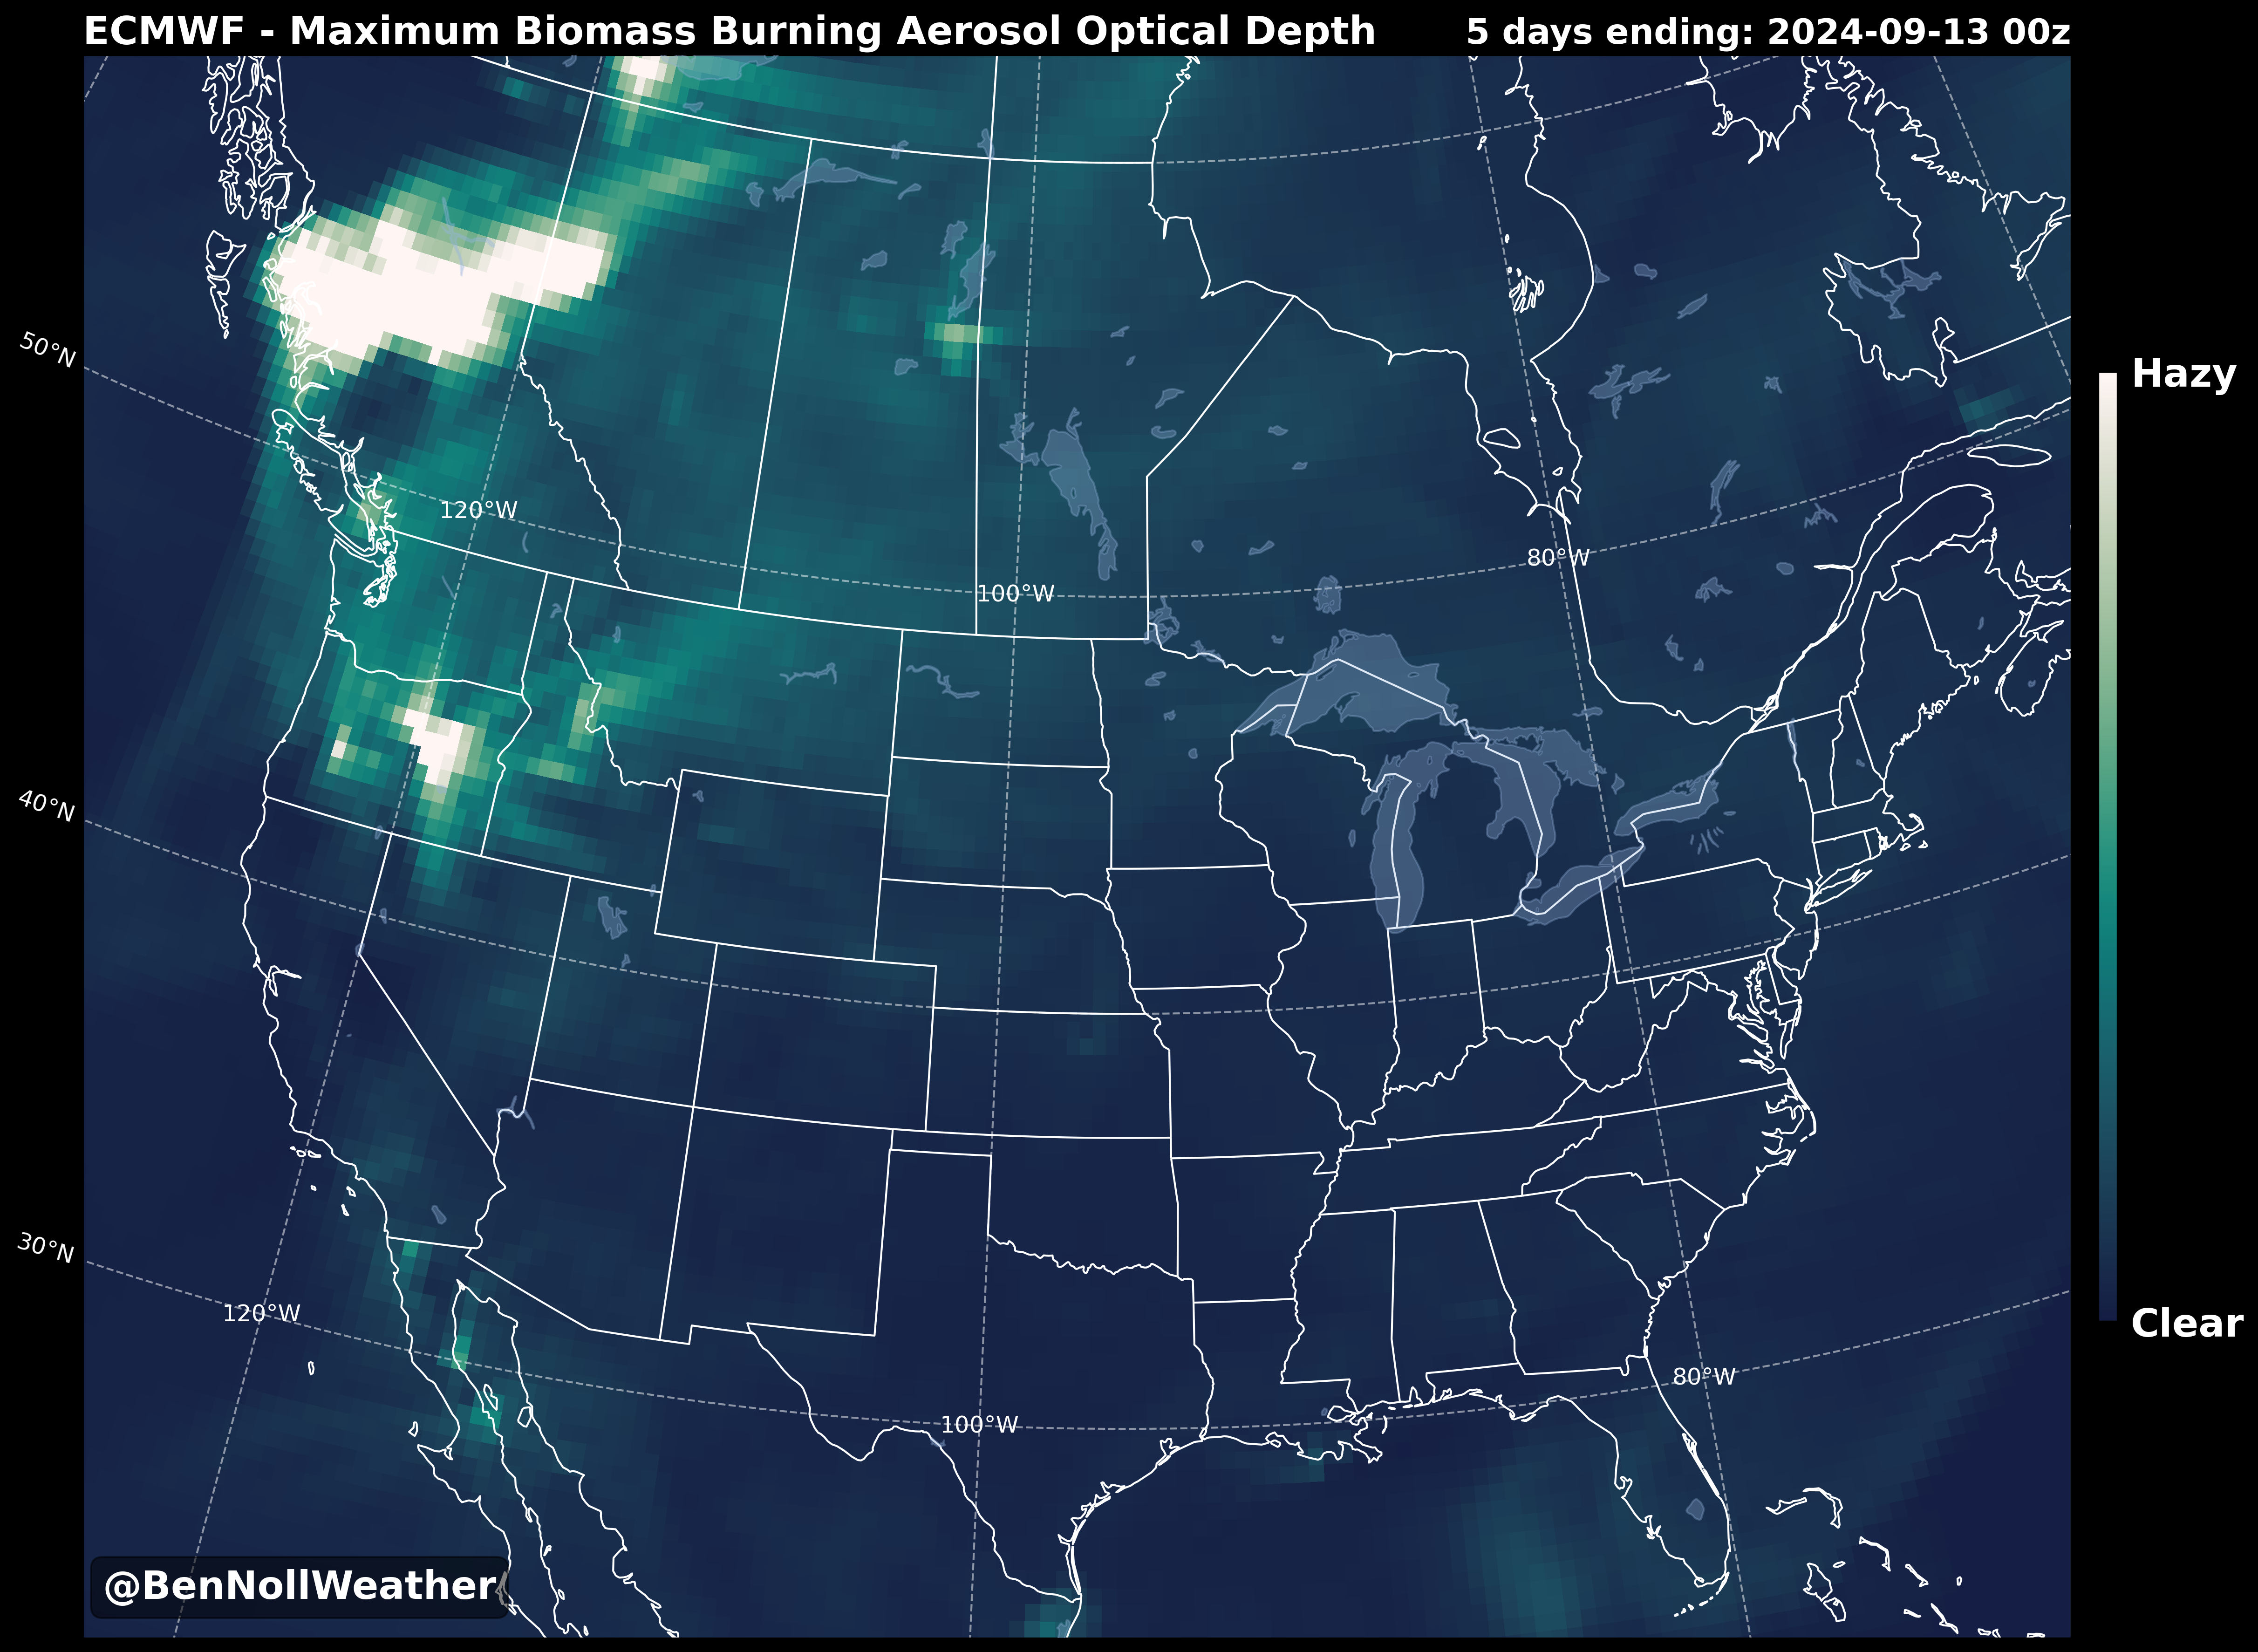 ECMWF - Maximum Biomass Burning Aerosol Optical Depth
5 days ending: 2024-09-13 00z
50°N
Hazy
120°W
80°W
100°W
40°N
30°N
120°W
Clear
80°W
100°W
@BenNollWeather